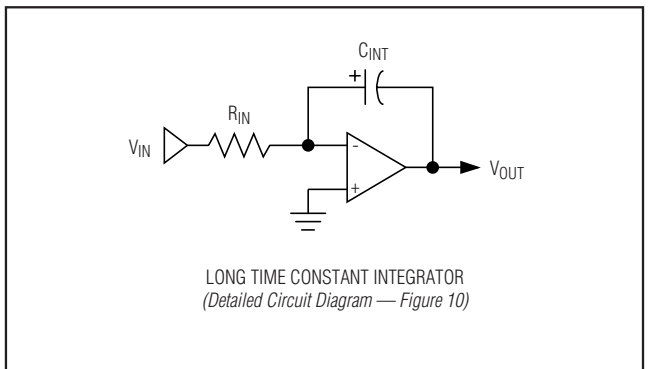 CINT
+
RIN
VIN
-
+
VOUT
LONG TIME CONSTANT INTEGRATOR
(Detailed Circuit Diagram — Figure 10)